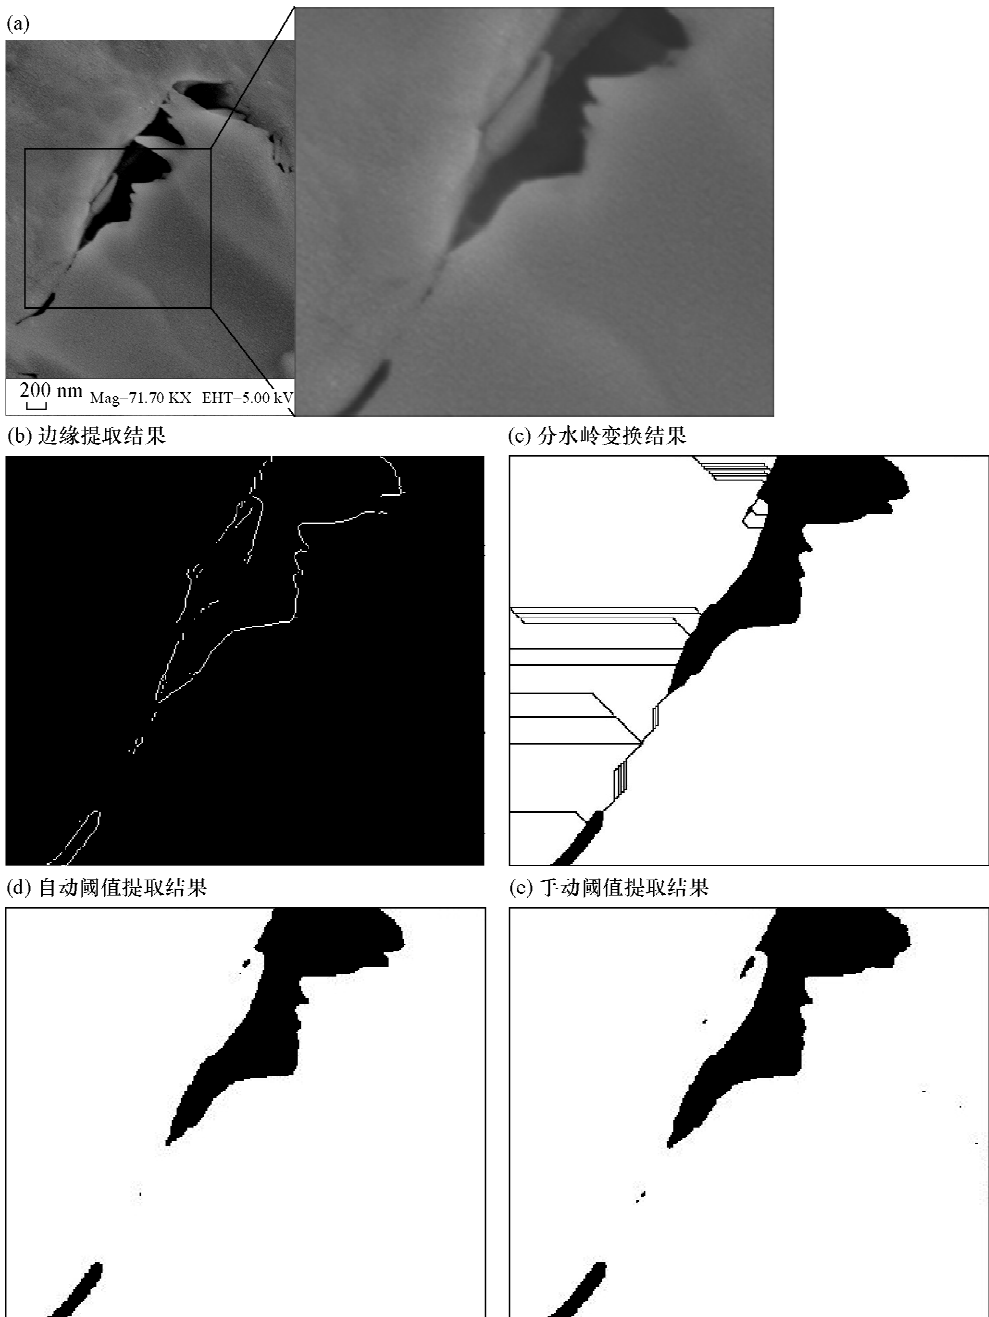 (a)
200 nm Mag=71.70 KX EHT=5.00 kV
(b) 边缘提取结果
(c) 分水岭变换结果
(d) 自动阈值提取结果
(e) 手动阈值提取结果